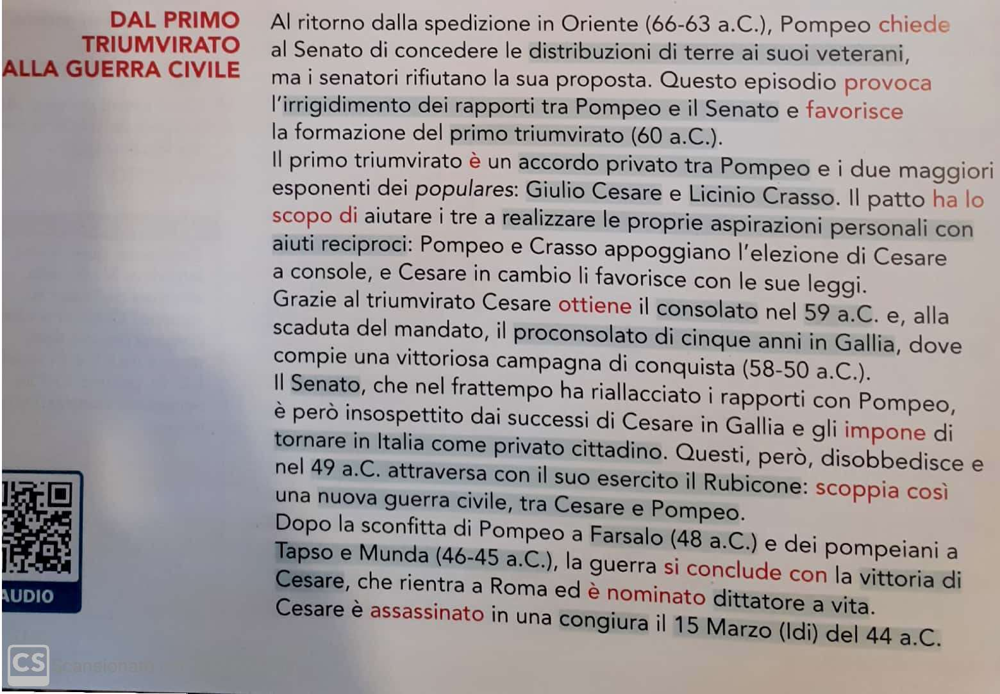 DAL PRIMO
TRIUMVIRATO
ALLA GUERRA CIVILE
Al ritorno dalla spedizione in Oriente (66-63 a.C.), Pompeo chiede
al Senato di concedere le distribuzioni di terre ai suoi veterani,
ma i senatori rifiutano la sua proposta. Questo episodio provoca
l'irrigidimento dei rapporti tra Pompeo e il Senato e favorisce
la formazione del primo triumvirato (60 a.C.).
Il primo triumvirato è un accordo privato tra Pompeo e i due maggiori
esponenti dei populares: Giulio Cesare e Licinio Crasso. Il patto ha lo
scopo di aiutare i tre a realizzare le proprie aspirazioni personali con
aiuti reciproci: Pompeo e Crasso appoggiano l'elezione di Cesare
a console, e Cesare in cambio li favorisce con le sue leggi.
Grazie al triumvirato Cesare ottiene il consolato nel 59 a.C. e, alla
scaduta del mandato, il proconsolato di cinque anni in Gallia, dove
compie una vittoriosa campagna di conquista (58-50 a.C.).
Il Senato, che nel frattempo ha riallacciato i rapporti con Pompeo,
è però insospettito dai successi di Cesare in Gallia e gli impone di
tornare in Italia come privato cittadino. Questi, però, disobbedisce e
nel 49 a.C. attraversa con il suo esercito il Rubicone: scoppia così
una nuova guerra civile, tra Cesare e Pompeo.
Dopo la sconfitta di Pompeo a Farsalo (48 a.C.) e dei pompeiani a
Tapso e Munda (46-45 a.C.), la guerra si conclude con la vittoria di
Cesare, che rientra a Roma ed è nominato dittatore a vita.
Cesare è assassinato in una congiura il 15 Marzo (Idi) del 44 a.C.
AUDIO
CS Scansionato